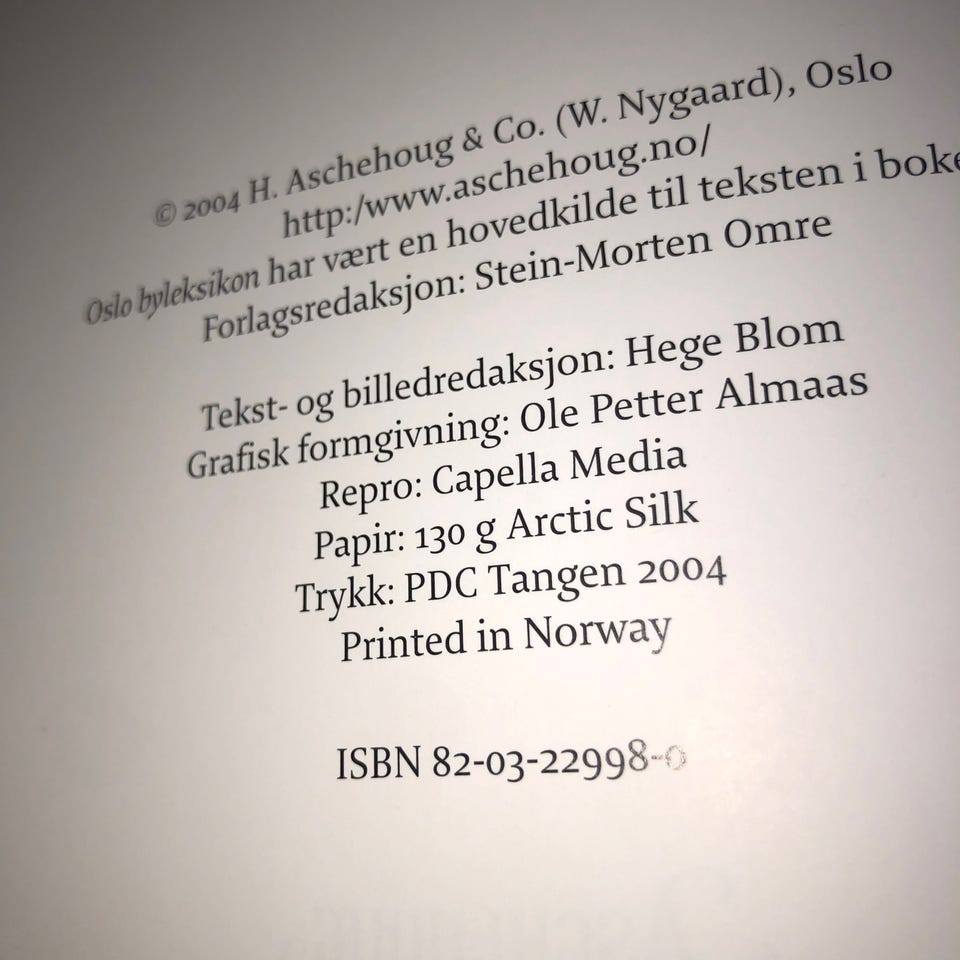 © 2004 H. Aschehoug & Co. (W. Nygaard), Oslo
http:/www.aschehoug.no/
Oslo byleksikon har vært en hovedkilde til teksten i boke
Forlagsredaksjon: Stein-Morten Omre
Tekst- og billedredaksjon: Hege Blom
Grafisk formgivning: Ole Petter Almaas
Repro: Capella Media
Papir: 130 g Arctic Silk
Trykk: PDC Tangen 2004
Printed in Norway
ISBN 82-03-22998-0